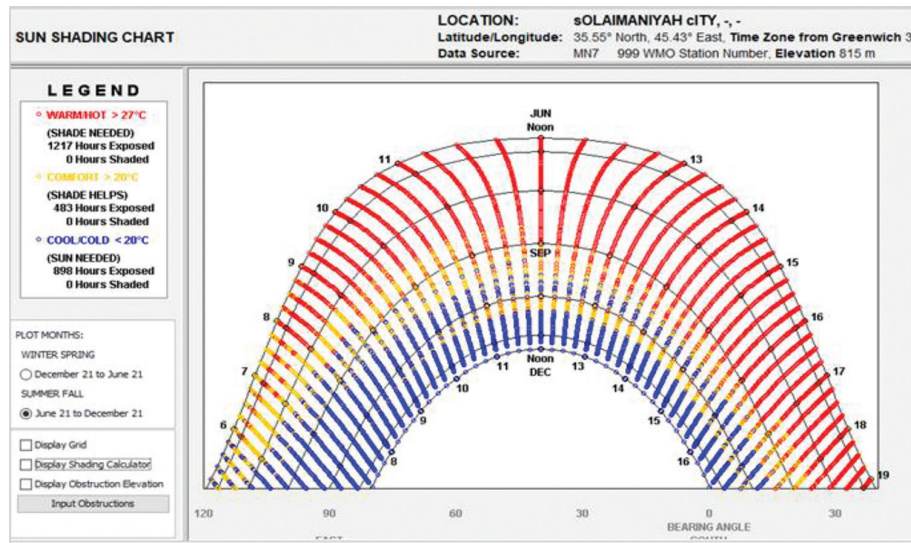 SUN SHADING CHART
LOCATION: sOLAIMANIYAH cITY, -, -
Latitude/Longitude: 35.55° North, 45.43° East, Time Zone from Greenwich 3
Data Source: MN7 999 WMO Station Number, Elevation 815 m
LEGEND
WARM/HOT > 27°C
(SHADE NEEDED)
1217 Hours Exposed
0 Hours Shaded
COMFORT > 20°C
(SHADE HELPS)
483 Hours Exposed
0 Hours Shaded
COOL/COLD < 20°C
(SUN NEEDED)
898 Hours Exposed
0 Hours Shaded
PLOT MONTHS:
WINTER SPRING
December 21 to June 21
SUMMER FALL
June 21 to December 21
Display Grid
Display Shading Calculator
Display Obstruction Elevation
Input Obstructions
JUN
Noon
11 13
10 14
9 15
SEP
8 16
Noon
DEC
11 13
10 14
7 17
9 15
6 18
8 16
19
120 90 60 30 0 30
BEARING ANGLE